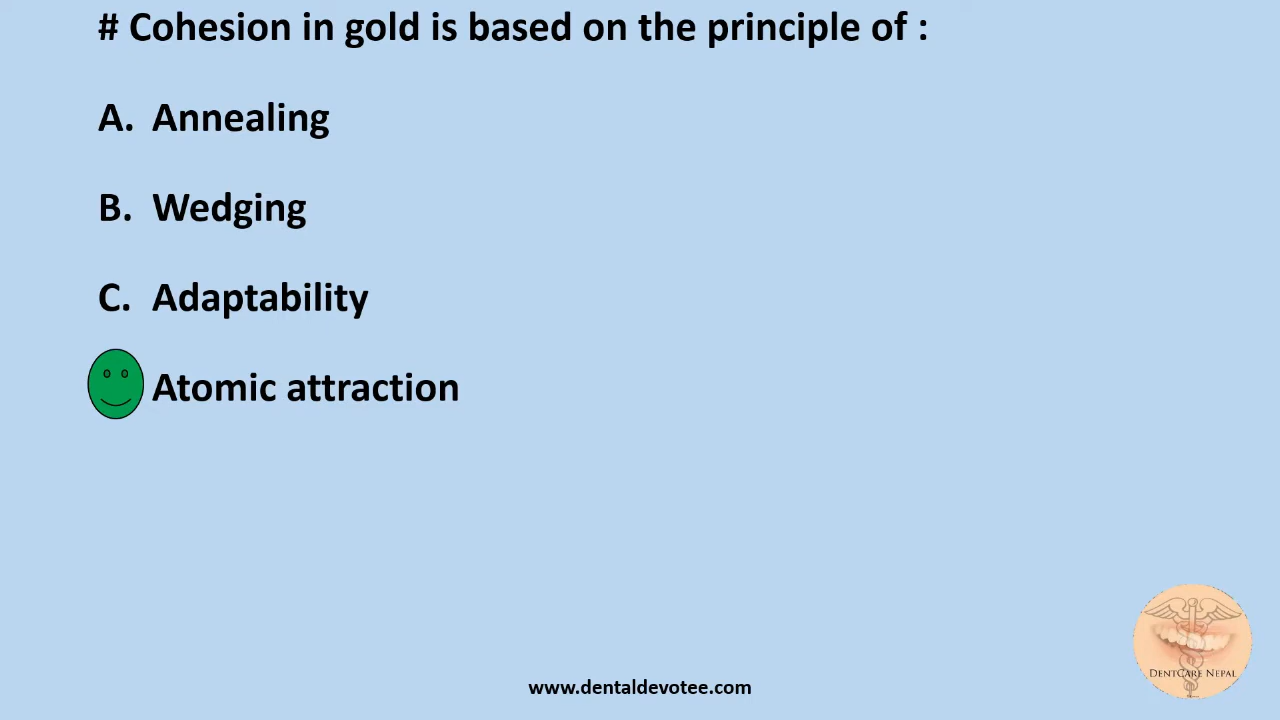 # Cohesion in gold is based on the principle of :
A. Annealing
B. Wedging
C. Adaptability
Atomic attraction
DentCare Nepal
www.dentaldevotee.com